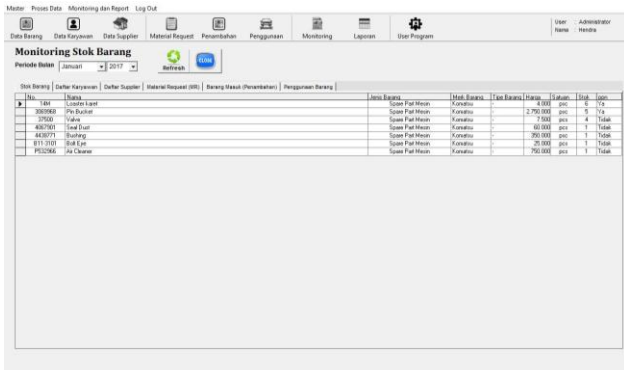 Master Proses Data Monitoring dan Report Log Out
Data Barang Data Karyawan Data Supplier Material Request Penambahan Penggunaan Monitoring Laporan User Program
User : Administrator
Nama : Hendra
Monitoring Stok Barang
Periode Bulan Januari 2017 Refresh CLOSE
Stok Barang Daftar Karyawan Daftar Supplier Material Request (MR) Barang Masuk (Penambahan) Penggunaan Barang
No. Nama Jenis Barang Merk Barang Tipe Barang Harga Satuan Stok
14M Spare Part Mesin Komatsu - 4.000 psc 6 Ya
3083968 Pin Bucket Spare Part Mesin Komatsu - 2.750.000 pcs 5 Ya
37500 Valve Spare Part Mesin Komatsu - 7.500 pcs 4 Tidak
4067901 Seal Dust Spare Part Mesin Komatsu - 60.000 pcs 1 Tidak
4438771 Bushing Spare Part Mesin Komatsu - 350.000 pcs 1 Tidak
B11-3101 Bolt Eye Spare Part Mesin Komatsu - 25.000 pcs 1 Tidak
P532966 Air Cleaner Spare Part Mesin Komatsu - 750.000 pcs 1 Tidak